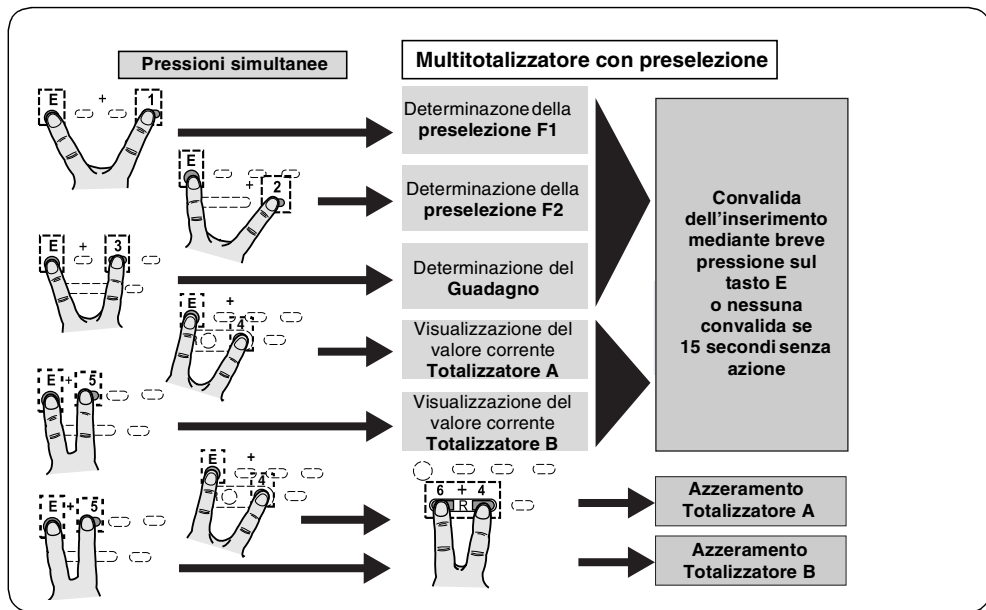 Pressioni simultanee
Multitotalizzatore con preselezione
E + 1
Determinazone della
preselezione F1
E + 2
Determinazione della
preselezione F2
E + 3
Determinazione del
Guadagno
E + 4
Visualizzazione del
valore corrente
Totalizzatore A
E + 5
Visualizzazione del
valore corrente
Totalizzatore B
Convalida
dell'inserimento
mediante breve
pressione sul
tasto E
o nessuna
convalida se
15 secondi senza
azione
E + 4
6 + 4
R
Azzeramento
Totalizzatore A
E + 5
Azzeramento
Totalizzatore B